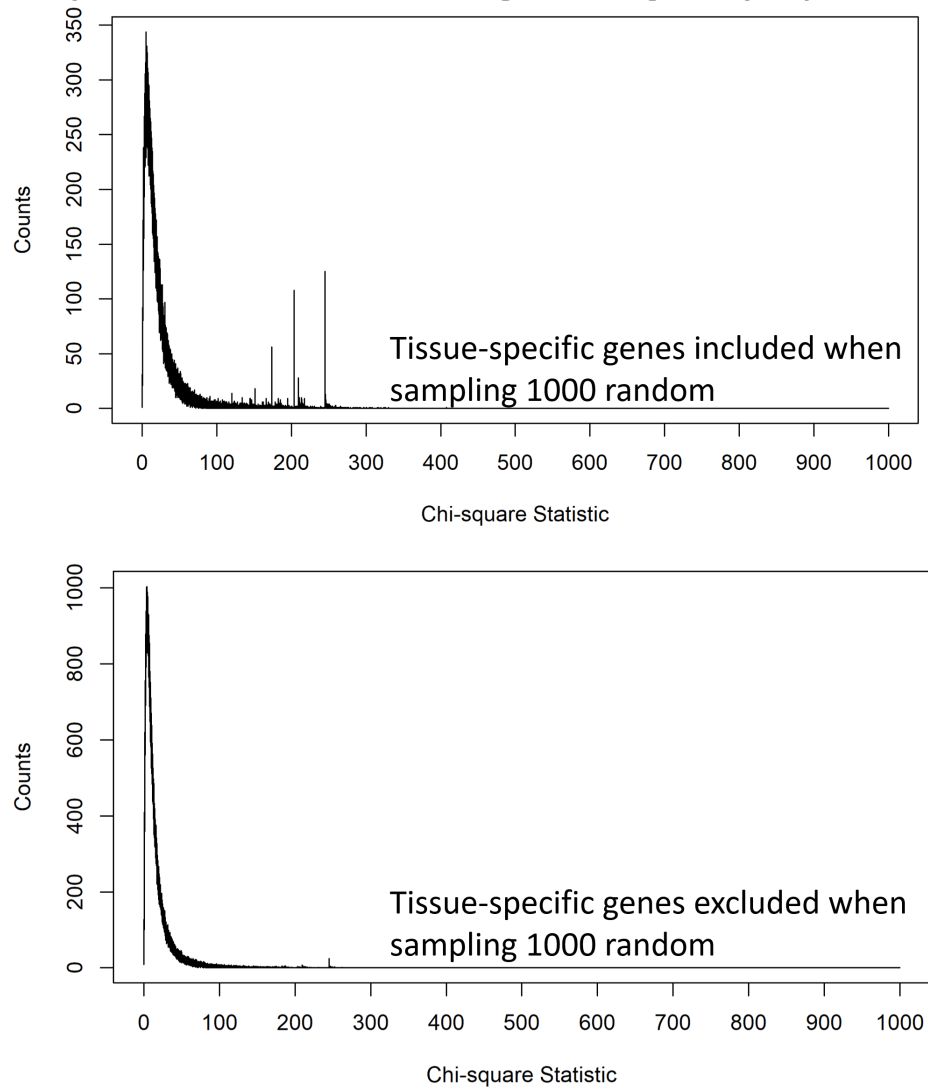 350
300
250
200
150
100
50
0
Counts
Tissue-specific genes included when
sampling 1000 random
0 100 200 300 400 500 600 700 800 900 1000
Chi-square Statistic
1000
800
600
400
200
0
Counts
Tissue-specific genes excluded when
sampling 1000 random
0 100 200 300 400 500 600 700 800 900 1000
Chi-square Statistic